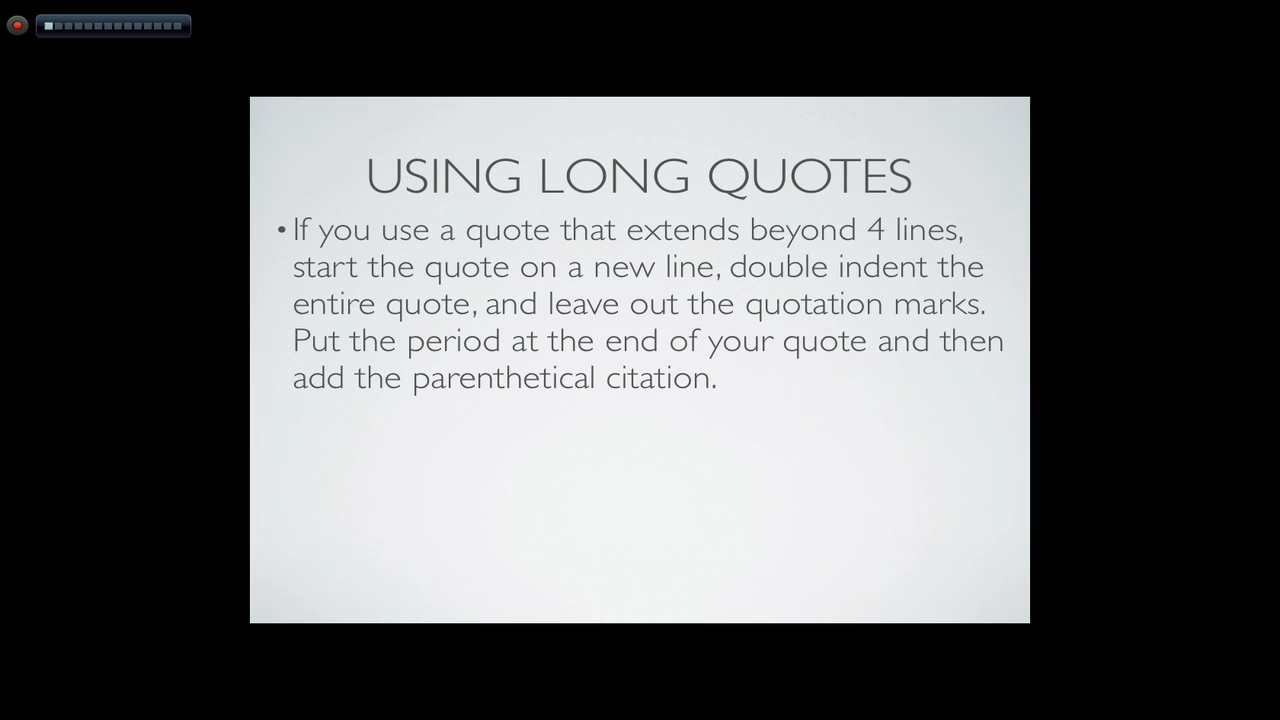 USING LONG QUOTES
• If you use a quote that extends beyond 4 lines,
start the quote on a new line, double indent the
entire quote, and leave out the quotation marks.
Put the period at the end of your quote and then
add the parenthetical citation.